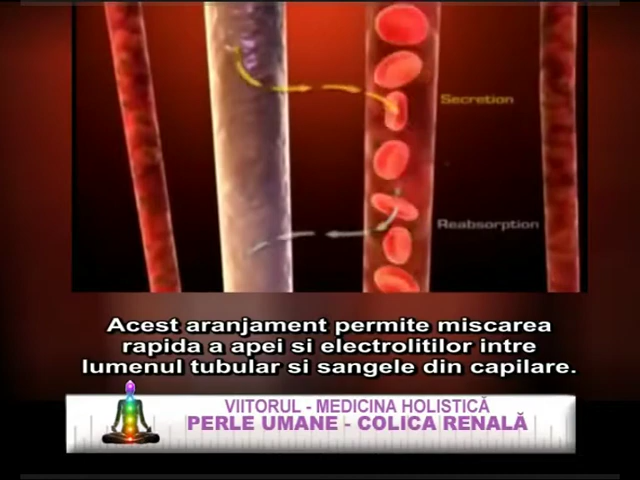 Secretion
Reabsorption
Acest aranjament permite miscarea
rapida a apei si electrolitilor intre
lumenul tubular si sangele din capilare.
VIITORUL - MEDICINA HOLISTICĂ
PERLE UMANE - COLICA RENALĂ